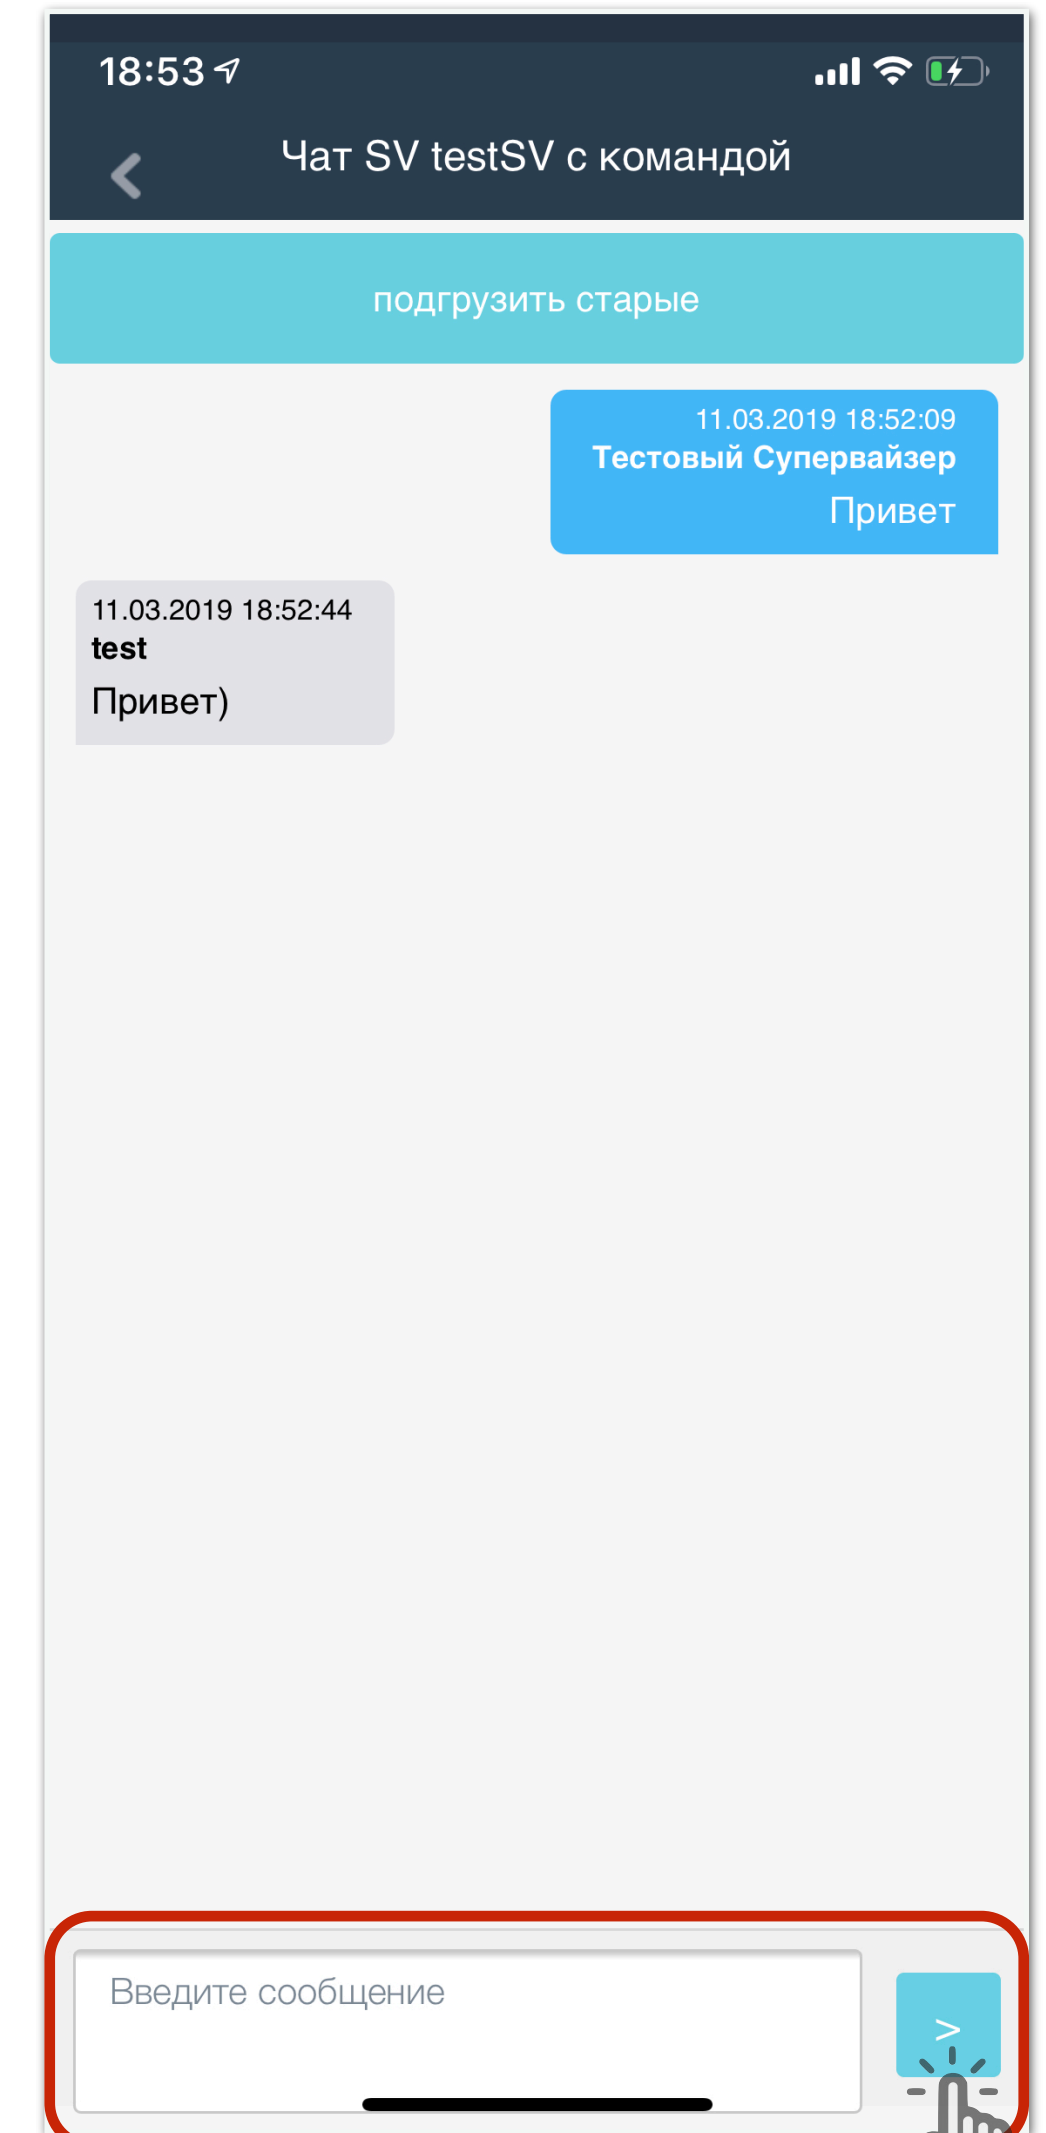 18:53
Чат SV testSV с командой
подгрузить старые
11.03.2019 18:52:09
Тестовый Супервайзер
Привет
11.03.2019 18:52:44
test
Привет)
Введите сообщение
>